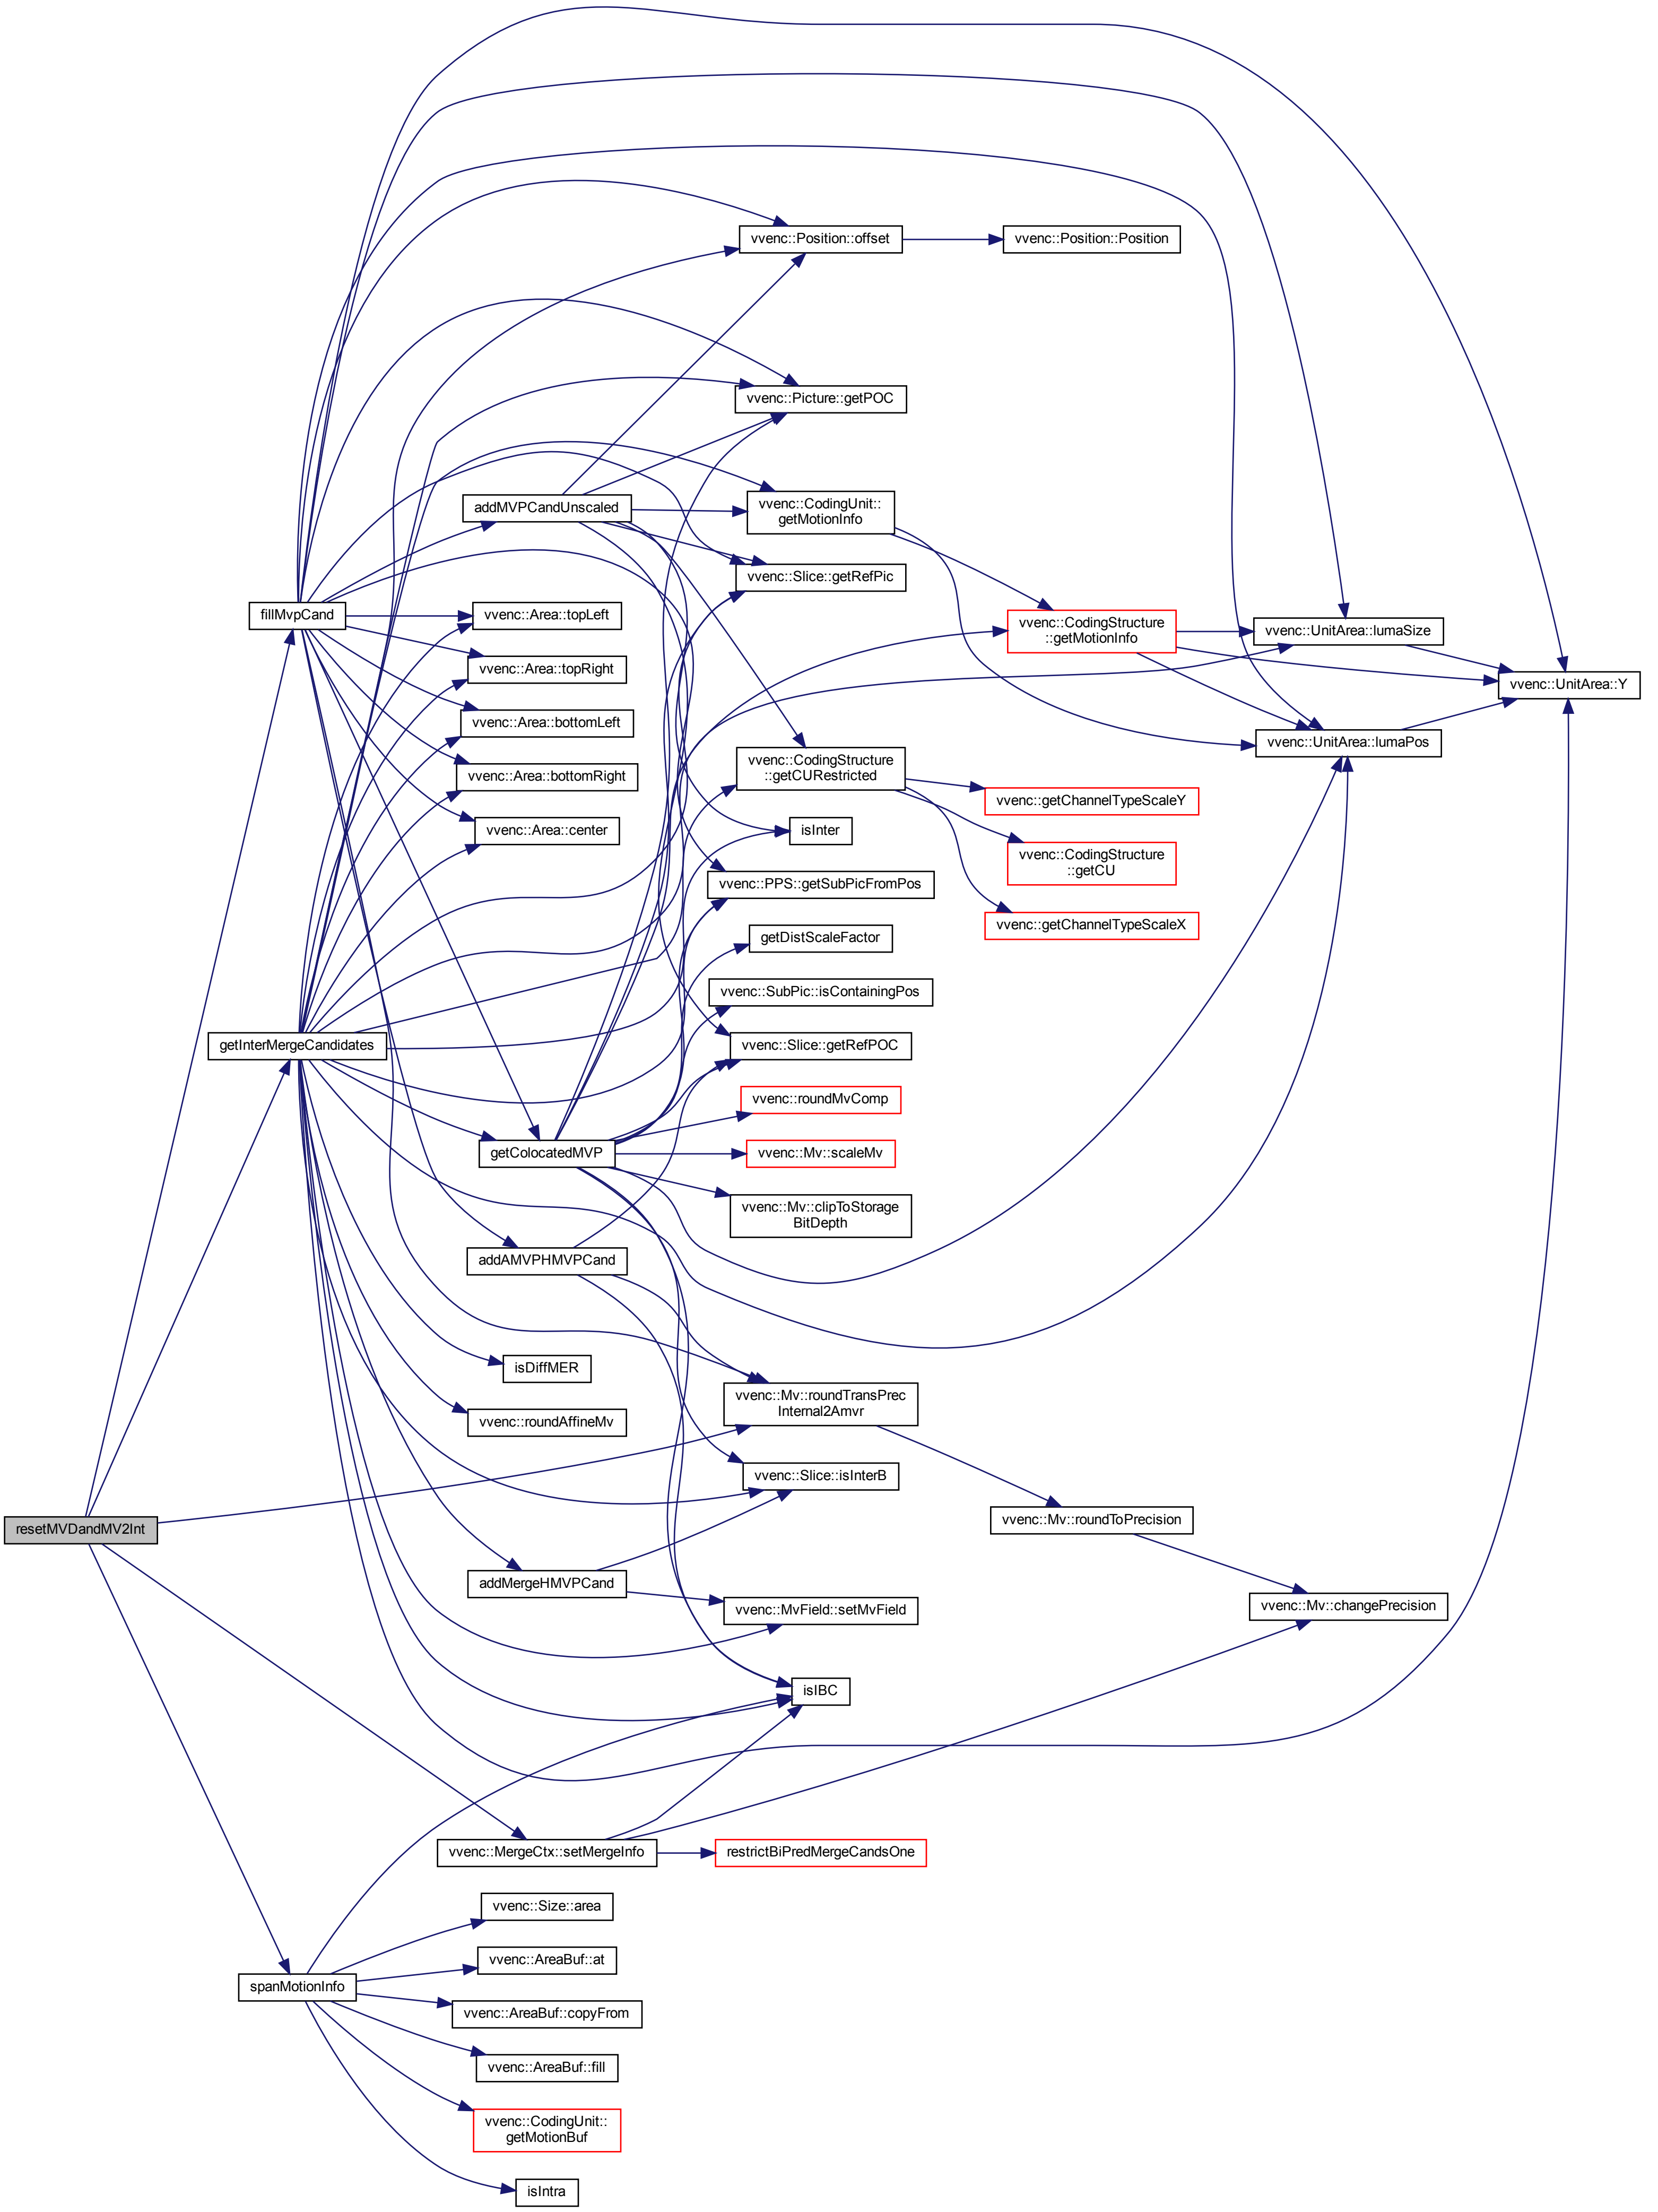 vvenc::Position::offset
vvenc::Position::Position
vvenc::Picture::getPOC
addMVPCandUnscaled
vvenc::CodingUnit::
getMotionInfo
vvenc::Slice::getRefPic
fillMvpCand
vvenc::Area::topLeft
vvenc::CodingStructure
::getMotionInfo
vvenc::UnitArea::lumaSize
vvenc::Area::topRight
vvenc::UnitArea::Y
vvenc::Area::bottomLeft
vvenc::UnitArea::lumaPos
vvenc::Area::bottomRight
vvenc::CodingStructure
::getCURestricted
vvenc::getChannelTypeScaleY
vvenc::Area::center
isInter
vvenc::CodingStructure
::getCU
vvenc::PPS::getSubPicFromPos
vvenc::getChannelTypeScaleX
getDistScaleFactor
vvenc::SubPic::isContainingPos
getInterMergeCandidates
vvenc::Slice::getRefPOC
vvenc::roundMvComp
getColocatedMVP
vvenc::Mv::scaleMv
vvenc::Mv::clipToStorage
BitDepth
addAMVPHMVPCand
isDiffMER
vvenc::Mv::roundTransPrec
Internal2Amvr
vvenc::roundAffineMv
vvenc::Slice::isInterB
resetMVDandMV2Int
vvenc::Mv::roundToPrecision
addMergeHMVPCand
vvenc::MvField::setMvField
vvenc::Mv::changePrecision
isIBC
vvenc::MergeCtx::setMergeInfo
restrictBiPredMergeCandsOne
vvenc::Size::area
vvenc::AreaBuf::at
spanMotionInfo
vvenc::AreaBuf::copyFrom
vvenc::AreaBuf::fill
vvenc::CodingUnit::
getMotionBuf
isIntra